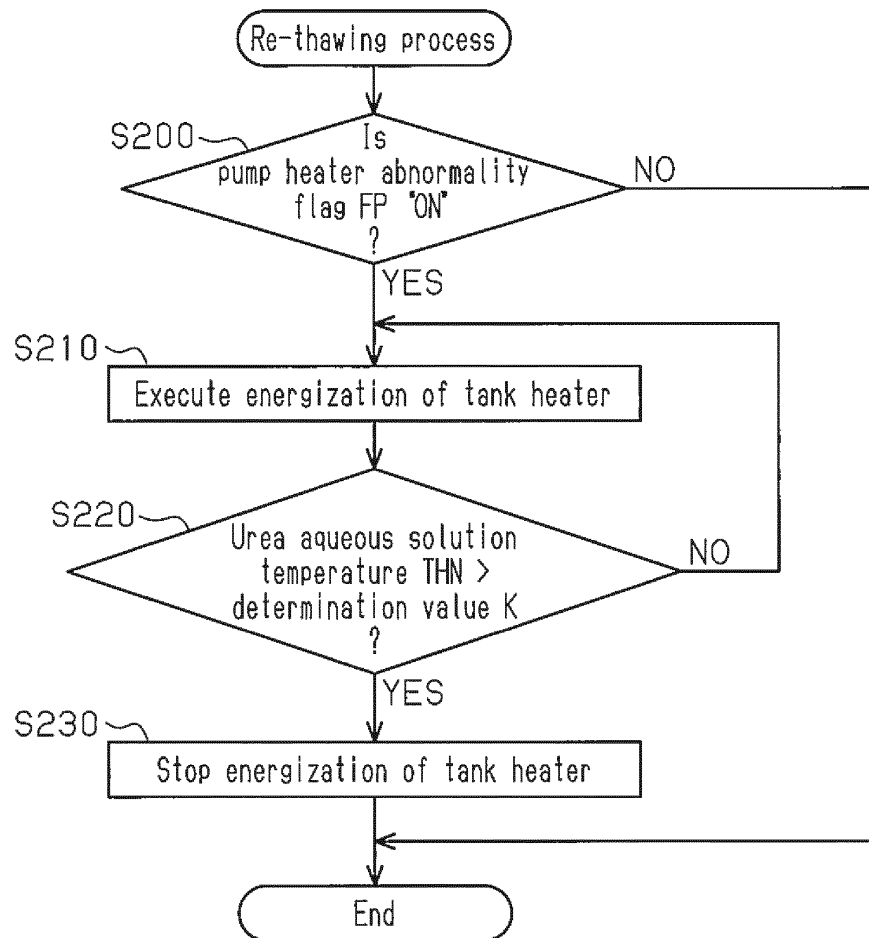 Re-thawing process
S200
Is
pump heater abnormality
flag FP "ON"
?
NO
YES
S210
Execute energization of tank heater
S220
Urea aqueous solution
temperature THN >
determination value K
?
NO
YES
S230
Stop energization of tank heater
End